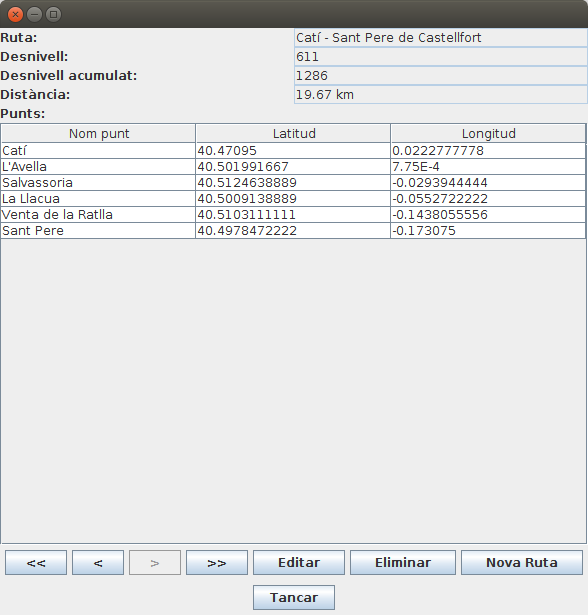 Ruta: Catí - Sant Pere de Castellfort
Desnivell: 611
Desnivell acumulat: 1286
Distància: 19.67 km
Punts:
Nom punt Latitud Longitud
Catí 40.47095 0.0222777778
L'Avella 40.501991667 7.75E-4
Salvassoria 40.5124638889 -0.0293944444
La Llacua 40.5009138889 -0.0552722222
Venta de la Ratlla 40.5103111111 -0.1438055556
Sant Pere 40.4978472222 -0.173075
<< < > >> Editar Eliminar Nova Ruta
Tancar